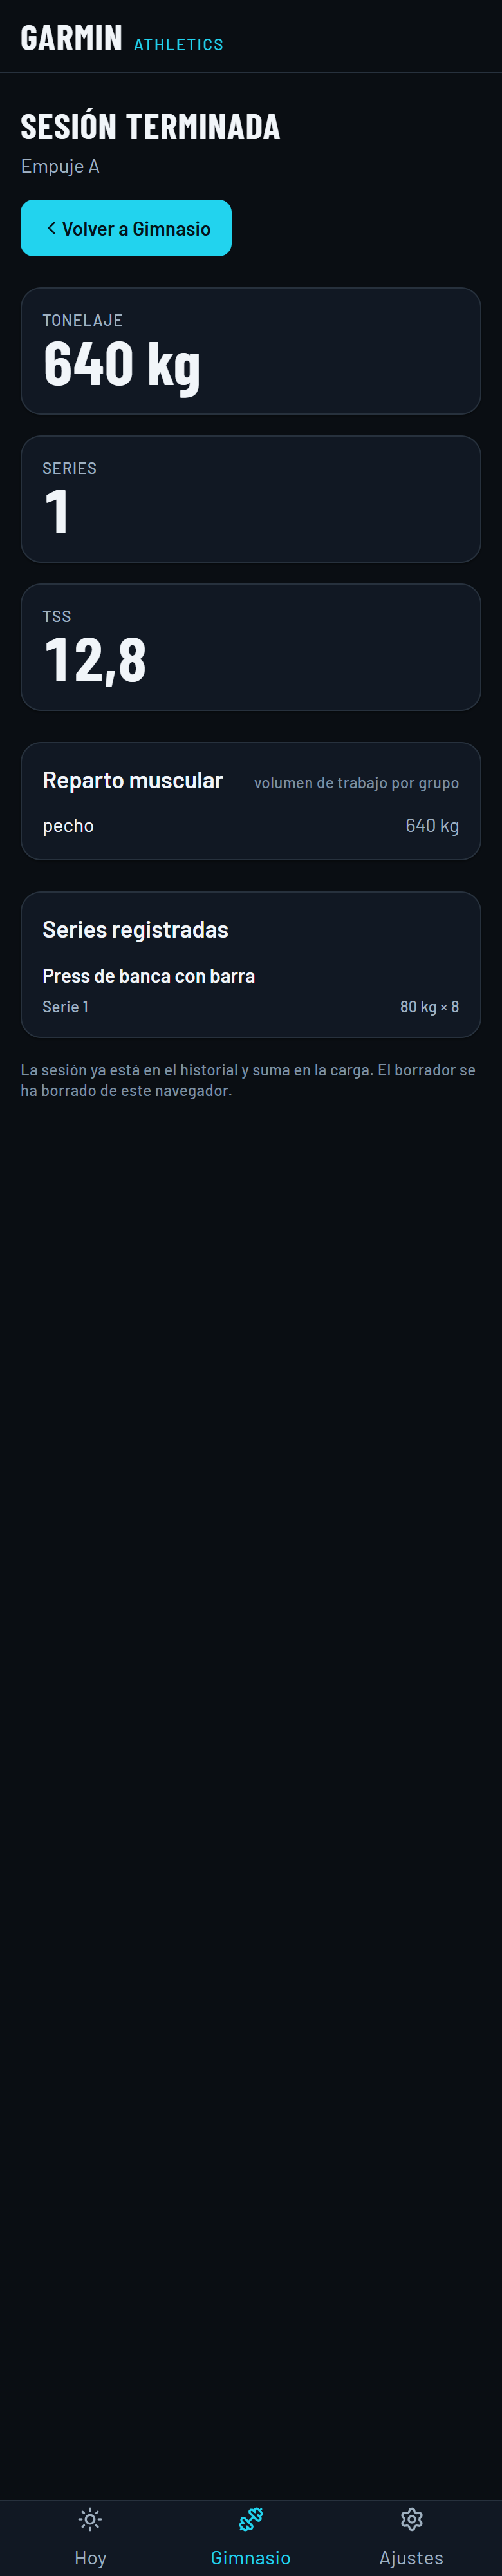 GARMIN ATHLETICS
SESIÓN TERMINADA
Empuje A
Volver a Gimnasio
TONELAJE
640 kg
SERIES
1
TSS
12,8
Reparto muscular volumen de trabajo por grupo
pecho 640 kg
Series registradas
Press de banca con barra
Serie 1 80 kg × 8
La sesión ya está en el historial y suma en la carga. El borrador se
ha borrado de este navegador.
Hoy Gimnasio Ajustes